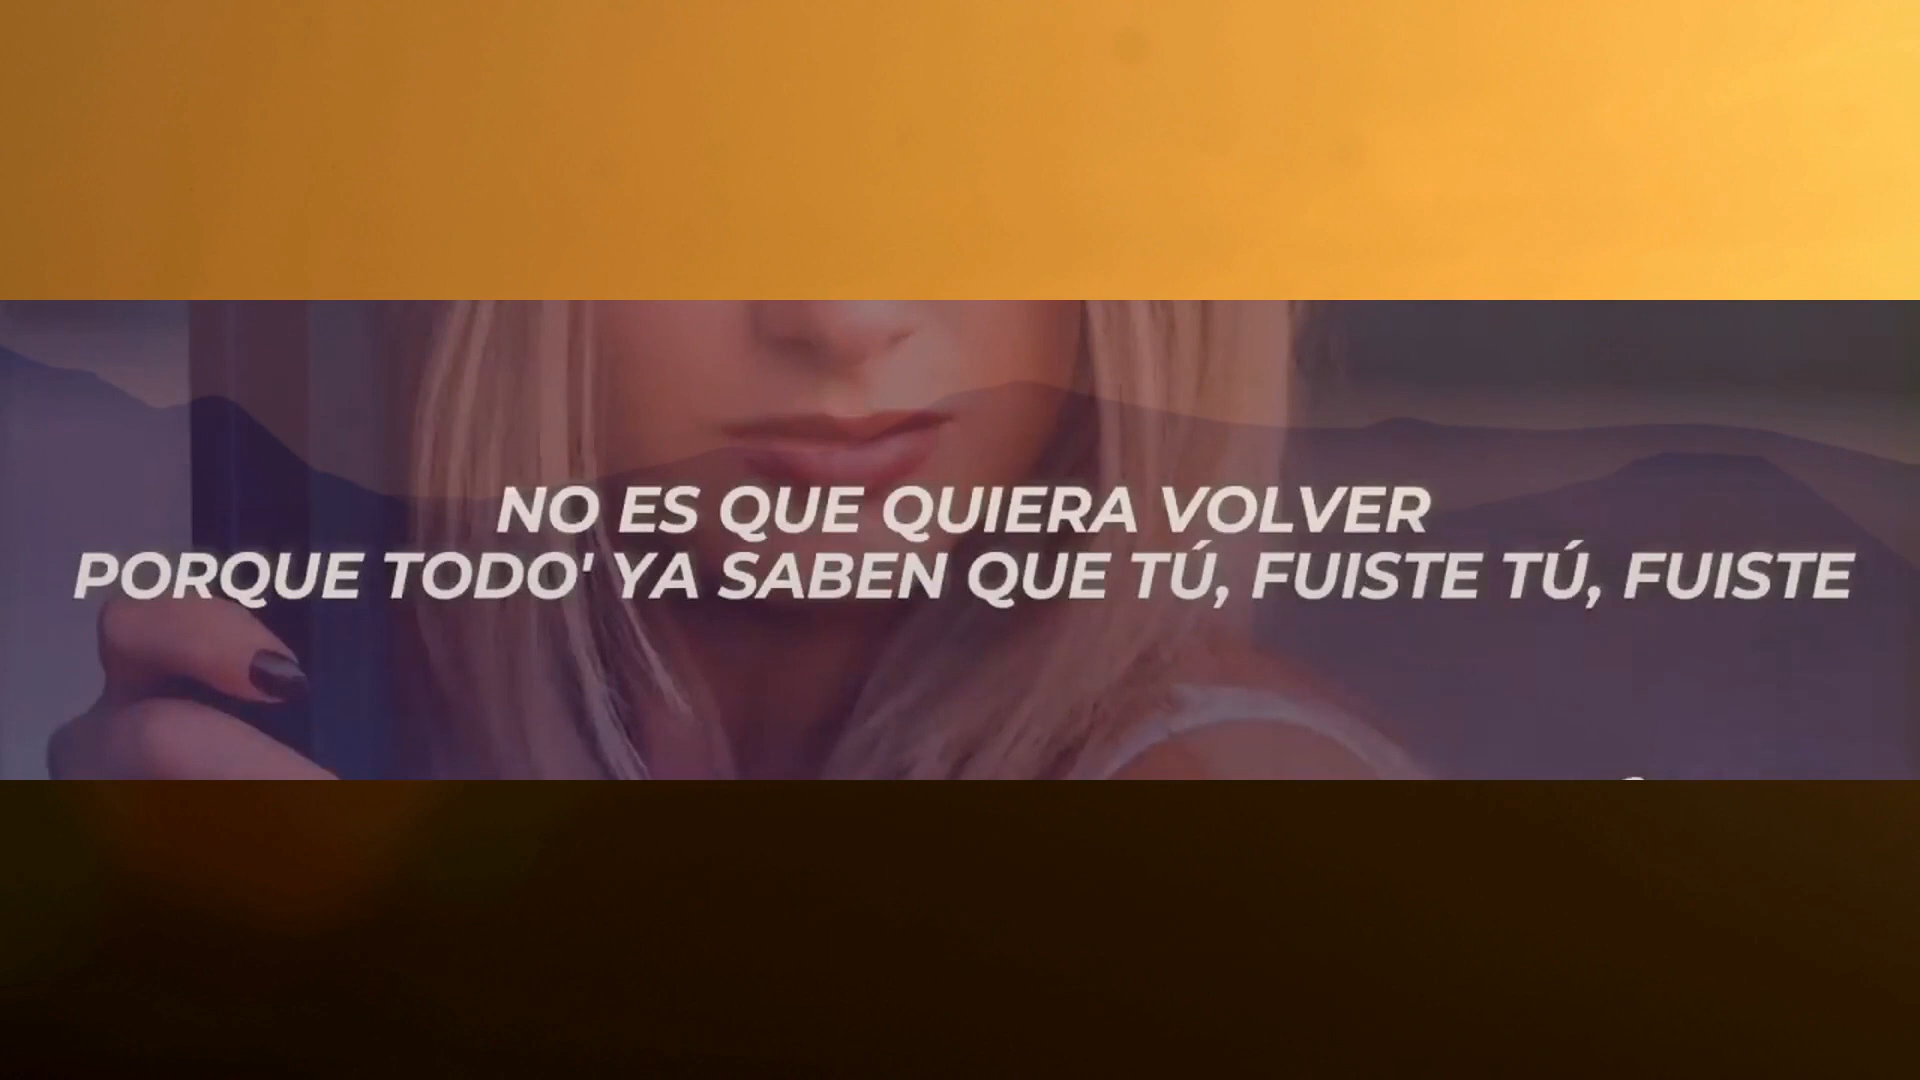 NO ES QUE QUIERA VOLVER
PORQUE TODO' YA SABEN QUE TÚ, FUISTE TÚ, FUISTE